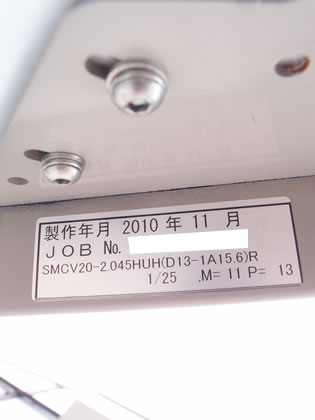 製作年月 2010 年 11 月
JOB No.
SMCV20-2.045HUH(D13-1A15.6)R
1/25 .M= 11 P= 13